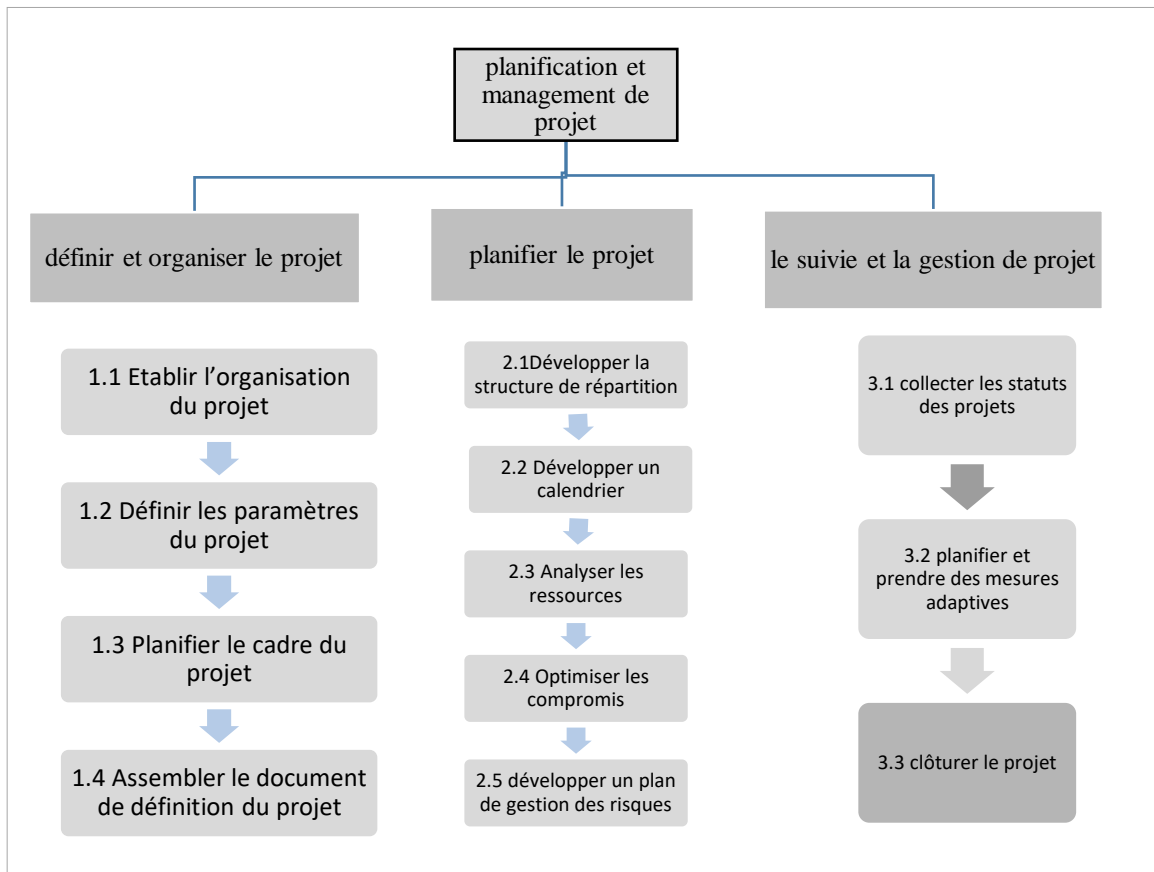 planification et
management de
projet
définir et organiser le projet
planifier le projet
le suivie et la gestion de projet
1.1 Etablir l’organisation
du projet
1.2 Définir les paramètres
du projet
1.3 Planifier le cadre du
projet
1.4 Assembler le document
de définition du projet
2.1Développer la
structure de répartition
2.2 Développer un
calendrier
2.3 Analyser les
ressources
2.4 Optimiser les
compromis
2.5 développer un plan
de gestion des risques
3.1 collecter les statuts
des projets
3.2 planifier et
prendre des mesures
adaptives
3.3 clôturer le projet